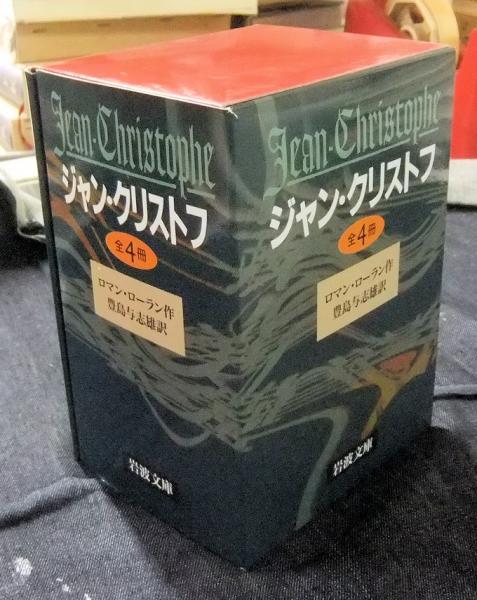 Jean-Christophe
ジャン・クリストフ
全4冊
ロマン・ローラン作
豊島与志雄訳
岩波文庫
Jean-Christophe
ジャン・クリストフ
全4冊
ロマン・ローラン作
豊島与志雄訳
岩波文庫